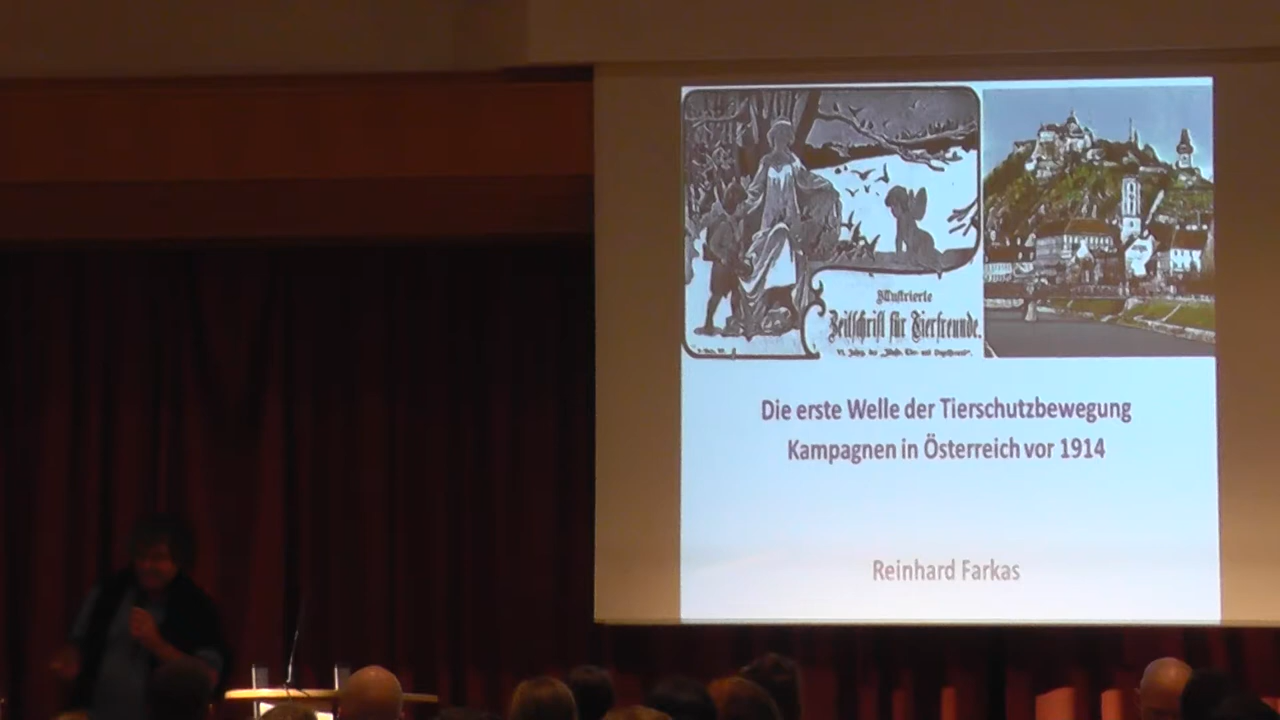 Illustrierte
Zeitschrift für Tierfreunde.
Die erste Welle der Tierschutzbewegung
Kampagnen in Österreich vor 1914
Reinhard Farkas